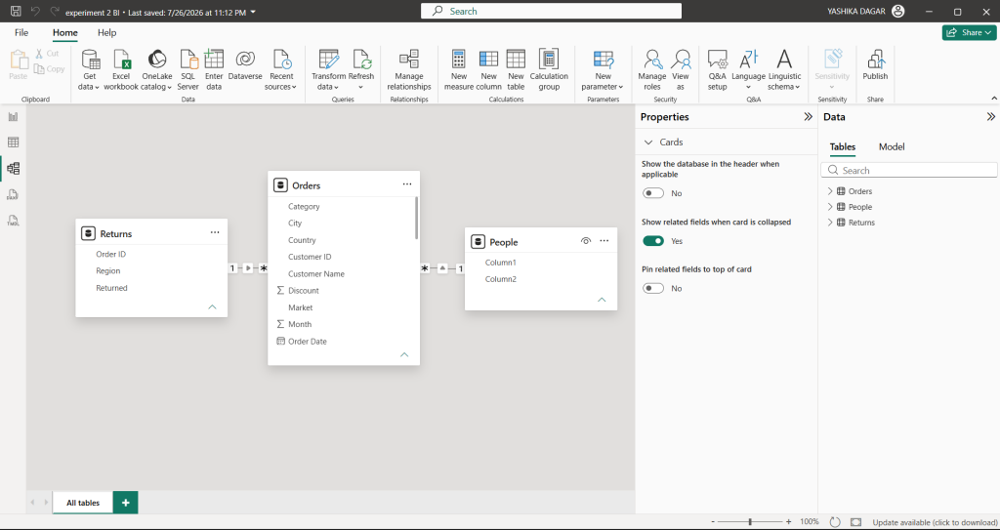 experiment 2 BI • Last saved: 7/26/2026 at 11:12 PM
Search
YASHIKA DAGAR
File
Home
Help
Share
Paste
Cut
Copy
Get data
Excel workbook
OneLake catalog
SQL Server
Enter data
Dataverse
Recent sources
Transform data
Refresh
Manage relationships
New measure
New column
New table
Calculation group
New parameter
Manage roles
View as
Q&A setup
Language
Linguistic schema
Sensitivity
Publish
Clipboard
Data
Queries
Relationships
Calculations
Parameters
Security
Q&A
Sensitivity
Share
Returns
Order ID
Region
Returned
1
*
Orders
Category
City
Country
Customer ID
Customer Name
Discount
Market
Month
Order Date
*
1
People
Column1
Column2
Properties
Cards
Show the database in the header when
applicable
No
Show related fields when card is collapsed
Yes
Pin related fields to top of card
No
Data
Tables
Model
Search
Orders
People
Returns
All tables
+
- + 100%
Update available (click to download)